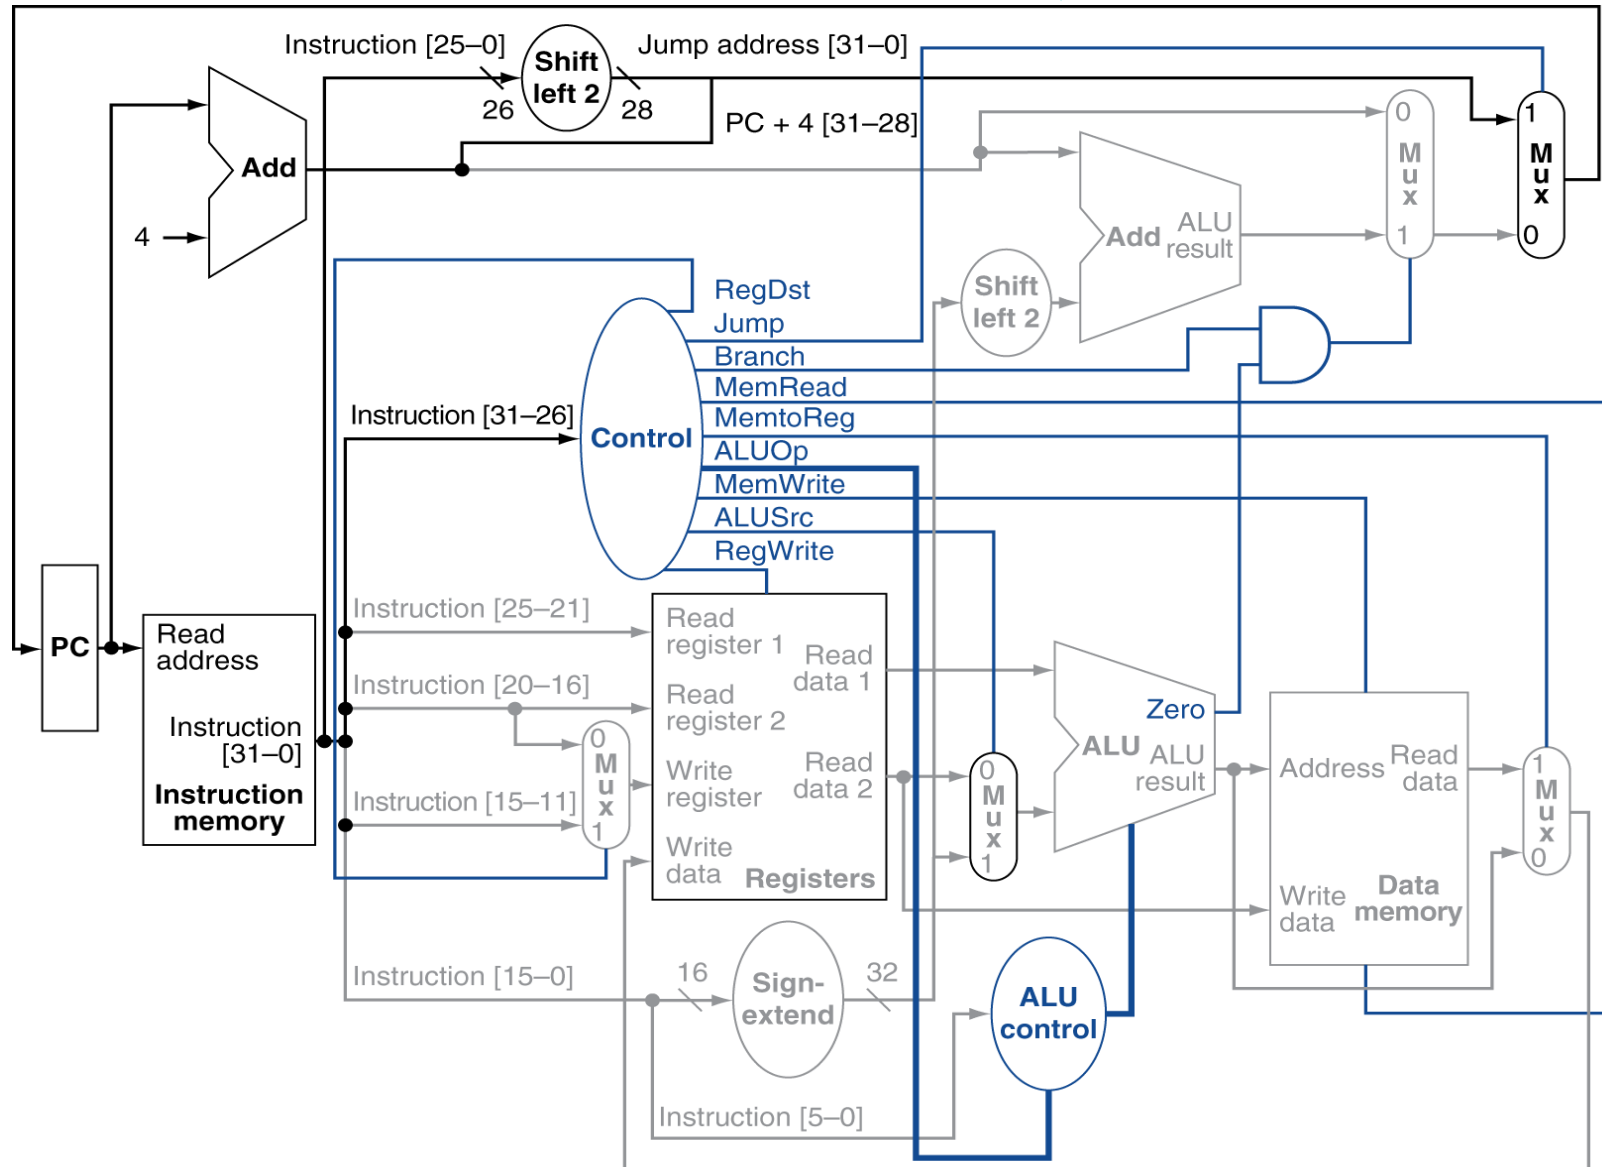 Instruction [25–0]
Shift
left 2
Jump address [31–0]
26
28
PC + 4 [31–28]
Add
4
0
M
u
x
1
1
M
u
x
0
Add
ALU
result
Shift
left 2
RegDst
Jump
Branch
MemRead
MemtoReg
ALUOp
MemWrite
ALUSrc
RegWrite
Instruction [31–26]
Control
PC
Read
address
Instruction
[31–0]
Instruction
memory
Instruction [25–21]
Instruction [20–16]
Instruction [15–11]
0
M
u
x
1
Read
register 1
Read
register 2
Write
register
Write
data
Read
data 1
Read
data 2
Registers
0
M
u
x
1
Zero
ALU
ALU
result
Address
Read
data
Write
data
Data
memory
1
M
u
x
0
Instruction [15–0]
16
Sign-
extend
32
ALU
control
Instruction [5–0]